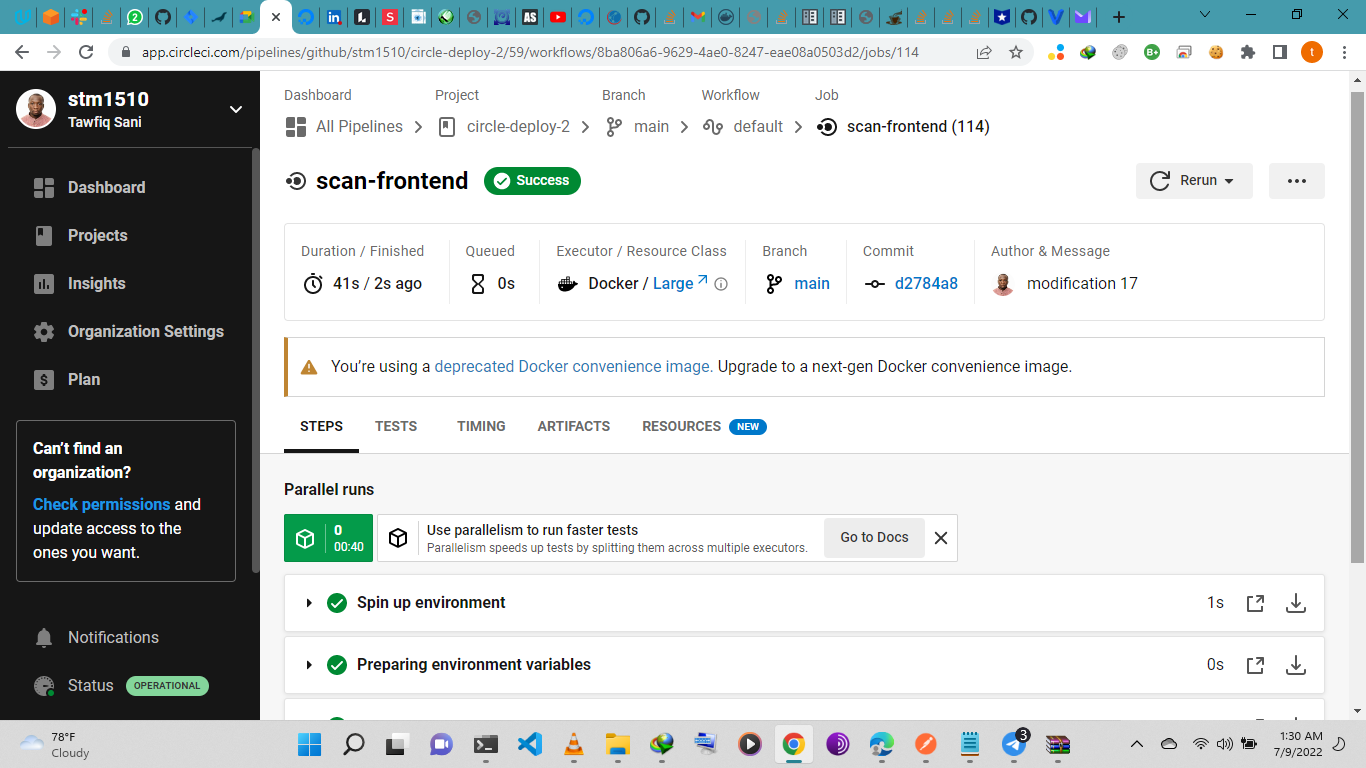 app.circleci.com/pipelines/github/stm1510/circle-deploy-2/59/workflows/8ba806a6-9629-4ae0-8247-eae08a0503d2/jobs/114
stm1510
Tawfiq Sani
Dashboard
Projects
Insights
Organization Settings
Plan
Can't find an
organization?
Check permissions and
update access to the
ones you want.
Notifications
Status OPERATIONAL
Dashboard Project Branch Workflow Job
All Pipelines circle-deploy-2 main default scan-frontend (114)
scan-frontend Success Rerun
Duration / Finished Queued Executor / Resource Class Branch Commit Author & Message
41s / 2s ago 0s Docker / Large main d2784a8 modification 17
You're using a deprecated Docker convenience image. Upgrade to a next-gen Docker convenience image.
STEPS TESTS TIMING ARTIFACTS RESOURCES NEW
Parallel runs
0
00:40
Use parallelism to run faster tests
Parallelism speeds up tests by splitting them across multiple executors.
Go to Docs
Spin up environment 1s
Preparing environment variables 0s
78°F
Cloudy
3
1:30 AM
7/9/2022